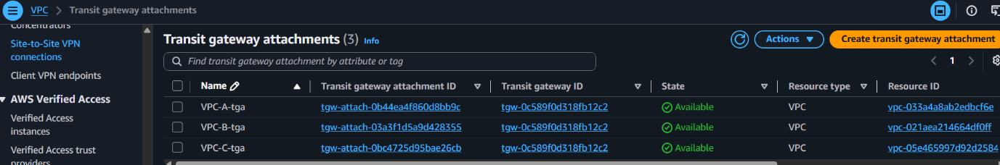 VPC > Transit gateway attachments
Concentrators
Site-to-Site VPN
connections
Client VPN endpoints
AWS Verified Access
Verified Access
instances
Verified Access trust
providers
Transit gateway attachments (3) Info
Actions
Create transit gateway attachment
Find transit gateway attachment by attribute or tag
1
Name Transit gateway attachment ID Transit gateway ID State Resource type Resource ID
VPC-A-tga tgw-attach-0b44ea4f860d8bb9c tgw-0c589f0d318fb12c2 Available VPC vpc-033a4a8ab2edbcf6e
VPC-B-tga tgw-attach-03a3f1d5a9d428355 tgw-0c589f0d318fb12c2 Available VPC vpc-021aea214664df0ff
VPC-C-tga tgw-attach-0bc4725d95bae26cb tgw-0c589f0d318fb12c2 Available VPC vpc-05e465997d92d2584